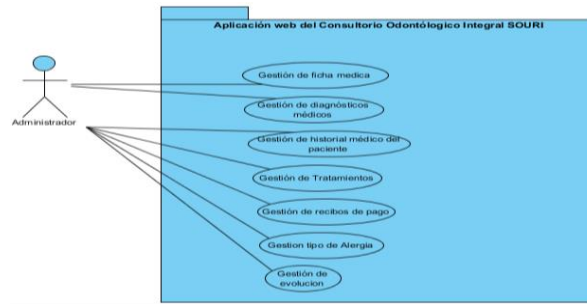 Aplicación web del Consultorio Odontólogico Integral SOURI
Gestión de ficha medica
Gestión de diagnósticos
médicos
Administrador
Gestión de historial médico del
paciente
Gestión de Tratamientos
Gestión de recibos de pago
Gestion tipo de Alergia
Gestión de
evolucion